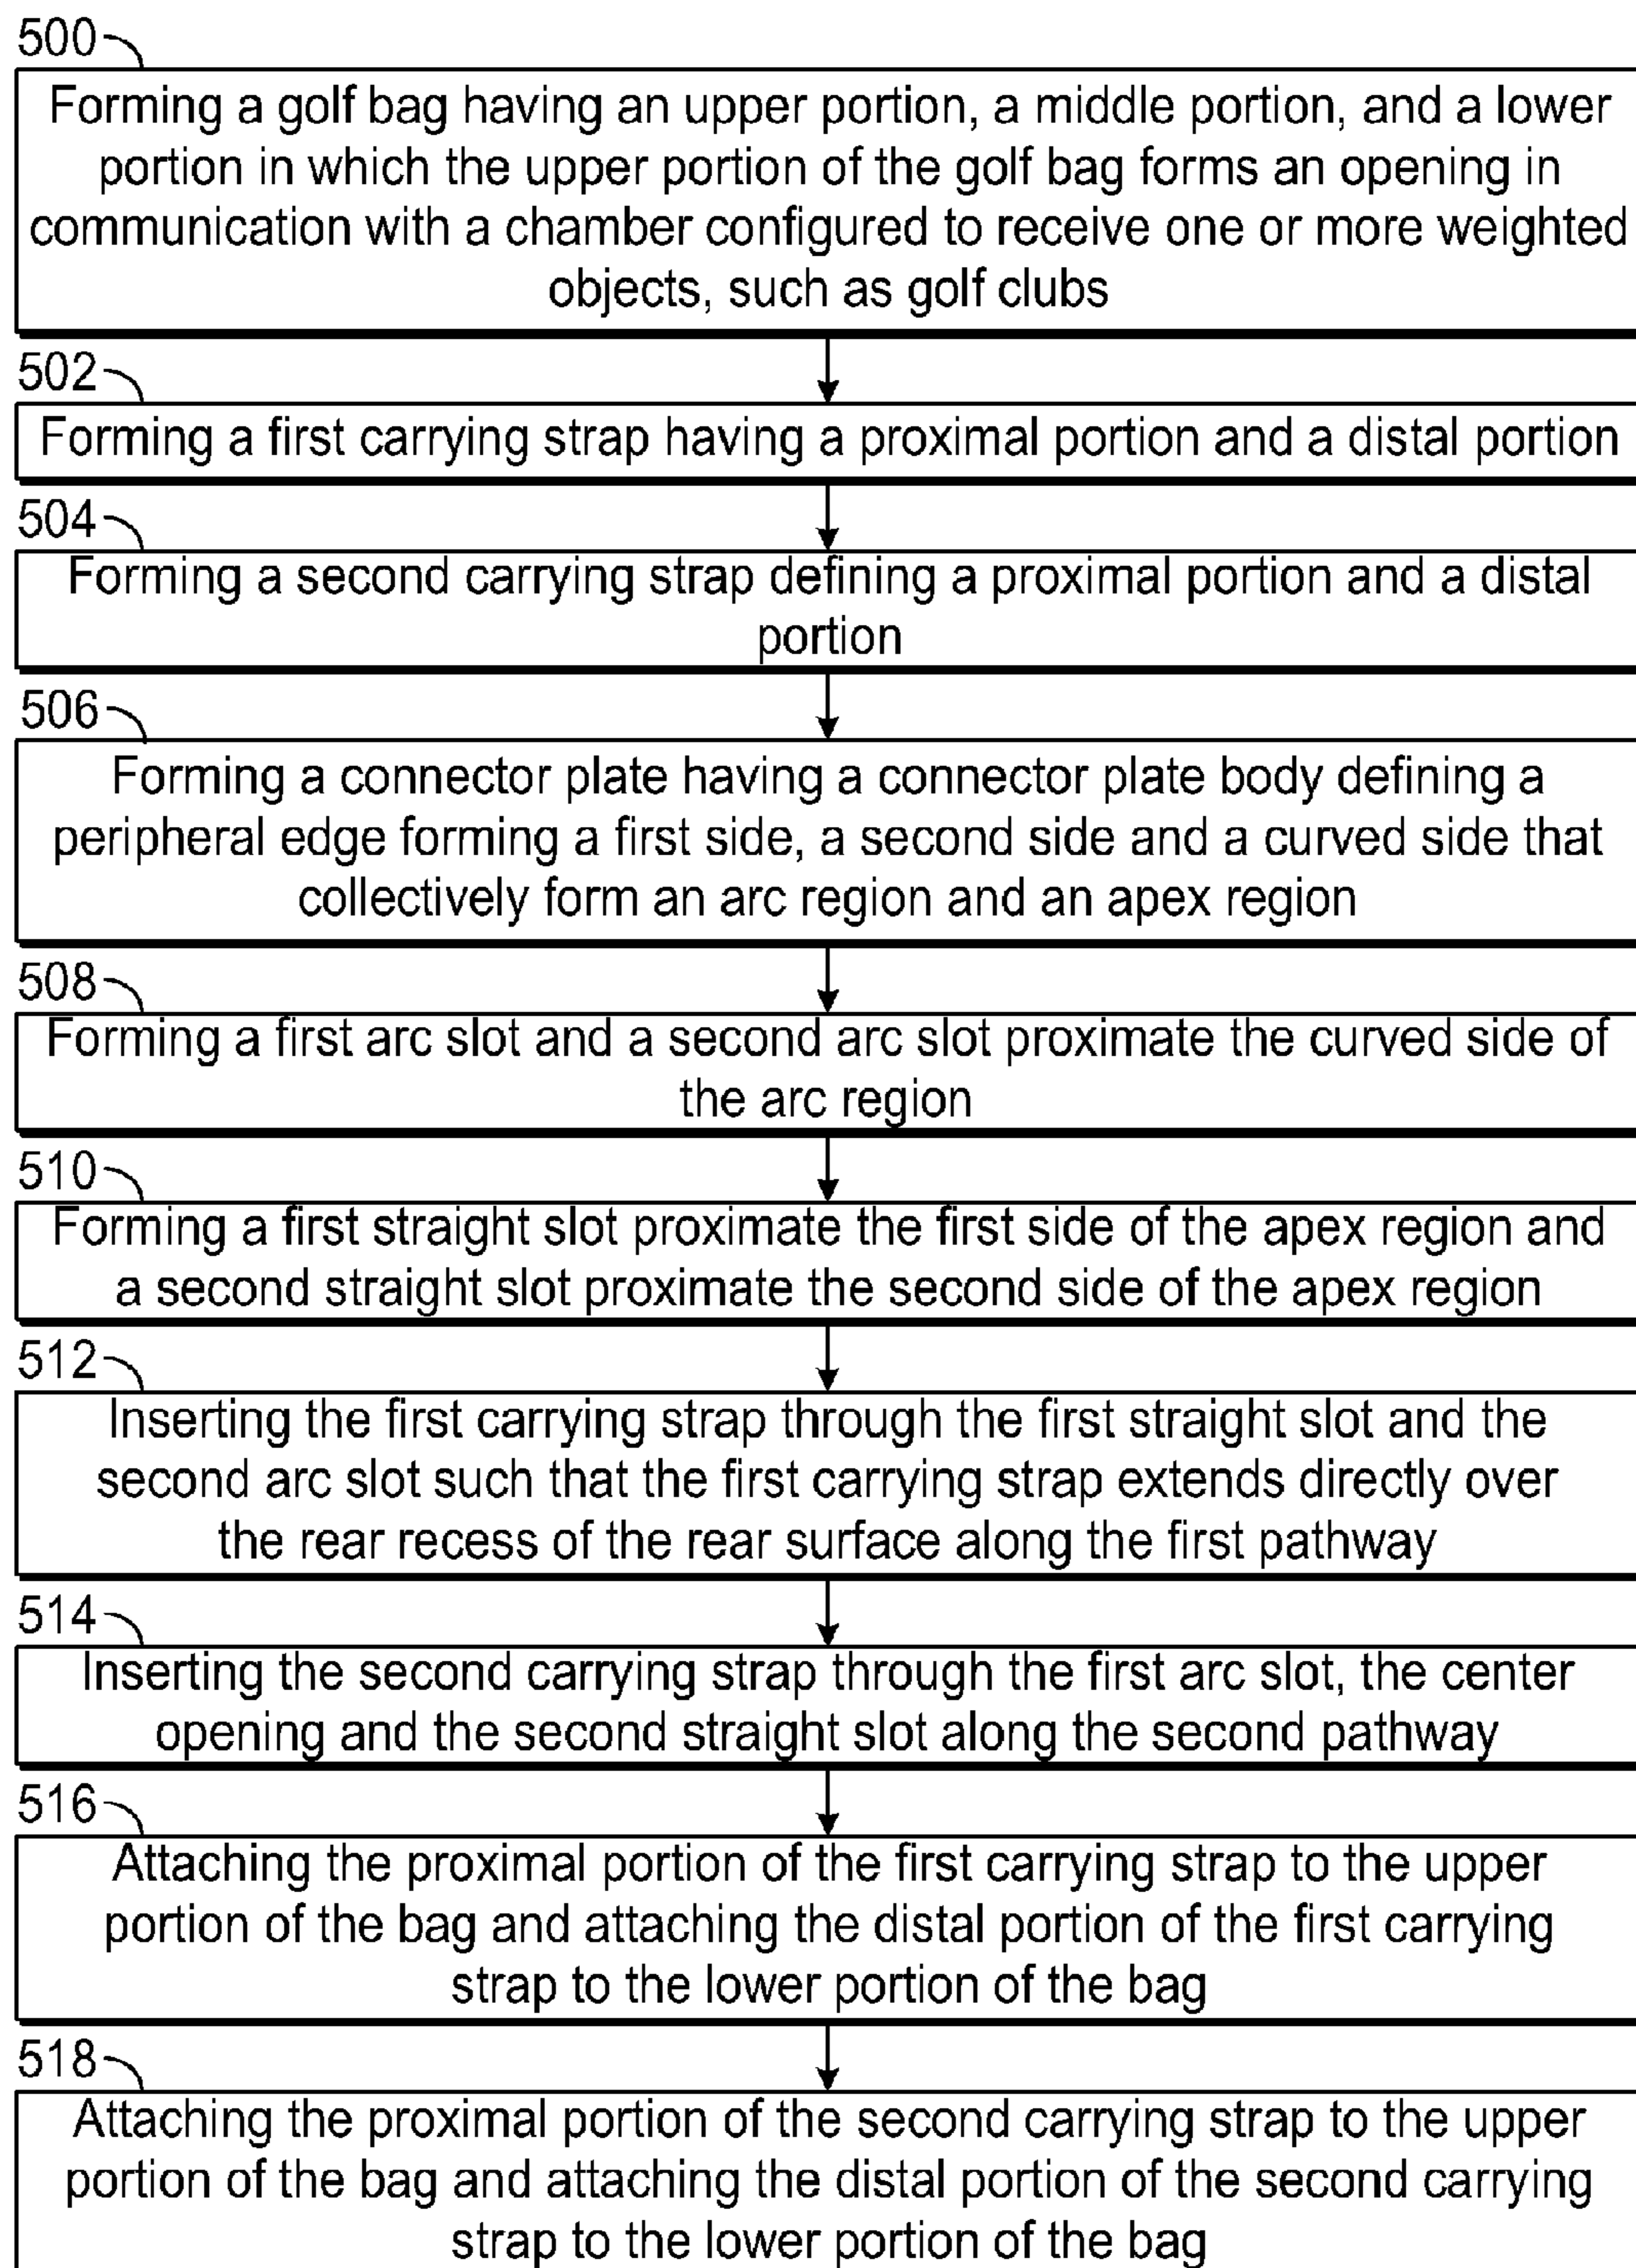 500
Forming a golf bag having an upper portion, a middle portion, and a lower
portion in which the upper portion of the golf bag forms an opening in
communication with a chamber configured to receive one or more weighted
objects, such as golf clubs
502
Forming a first carrying strap having a proximal portion and a distal portion
504
Forming a second carrying strap defining a proximal portion and a distal
portion
506
Forming a connector plate having a connector plate body defining a
peripheral edge forming a first side, a second side and a curved side that
collectively form an arc region and an apex region
508
Forming a first arc slot and a second arc slot proximate the curved side of
the arc region
510
Forming a first straight slot proximate the first side of the apex region and
a second straight slot proximate the second side of the apex region
512
Inserting the first carrying strap through the first straight slot and the
second arc slot such that the first carrying strap extends directly over
the rear recess of the rear surface along the first pathway
514
Inserting the second carrying strap through the first arc slot, the center
opening and the second straight slot along the second pathway
516
Attaching the proximal portion of the first carrying strap to the upper
portion of the bag and attaching the distal portion of the first carrying
strap to the lower portion of the bag
518
Attaching the proximal portion of the second carrying strap to the upper
portion of the bag and attaching the distal portion of the second carrying
strap to the lower portion of the bag